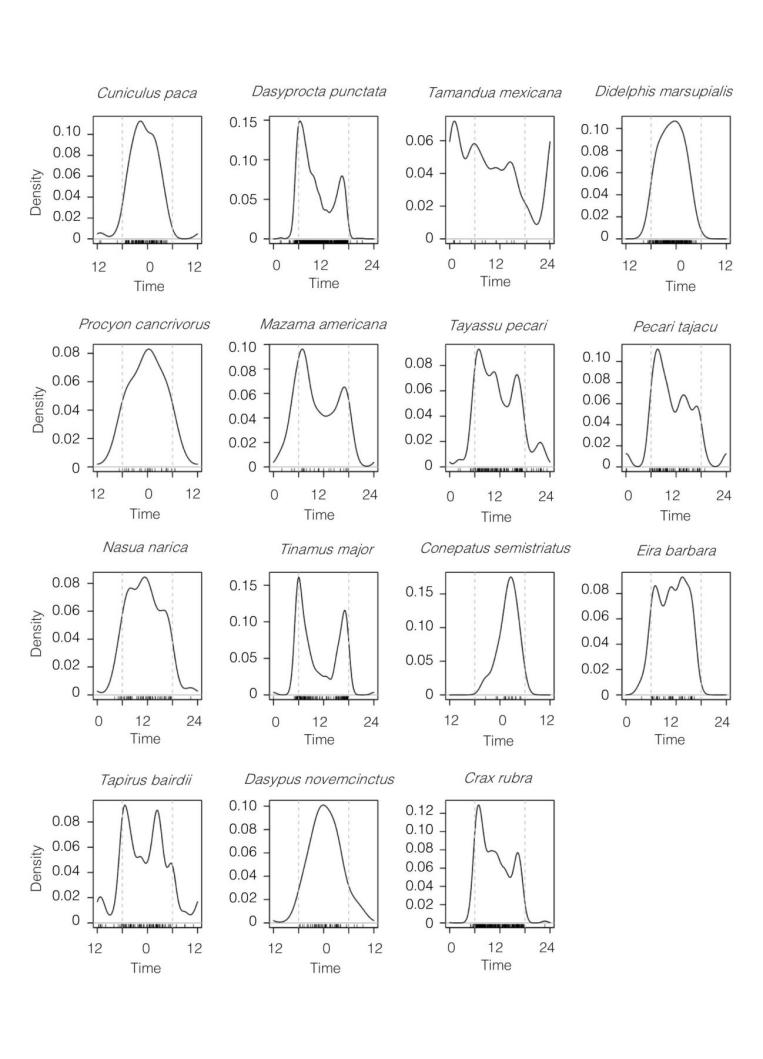 Cuniculus paca
Dasyprocta punctata
Tamandua mexicana
Didelphis marsupialis
Density
0.10
0.08
0.06
0.04
0.02
0
12 0 12
Time
0.15
0.10
0.05
0
0 12 24
Time
0.06
0.04
0.02
0
0 12 24
Time
0.10
0.08
0.06
0.04
0.02
0
12 0 12
Time
Procyon cancrivorus
Mazama americana
Tayassu pecari
Pecari tajacu
Density
0.08
0.06
0.04
0.02
0
12 0 12
Time
0.10
0.08
0.06
0.04
0.02
0
0 12 24
Time
0.08
0.06
0.04
0.02
0
0 12 24
Time
0.10
0.08
0.06
0.04
0.02
0
0 12 24
Time
Nasua narica
Tinamus major
Conepatus semistriatus
Eira barbara
Density
0.08
0.06
0.04
0.02
0
0 12 24
Time
0.15
0.10
0.05
0
0 12 24
Time
0.15
0.10
0.05
0
12 0 12
Time
0.08
0.06
0.04
0.02
0
0 12 24
Time
Tapirus bairdii
Dasypus novemcinctus
Crax rubra
Density
0.08
0.06
0.04
0.02
0
12 0 12
Time
0.10
0.08
0.06
0.04
0.02
0
12 0 12
Time
0.12
0.10
0.08
0.06
0.04
0.02
0
0 12 24
Time